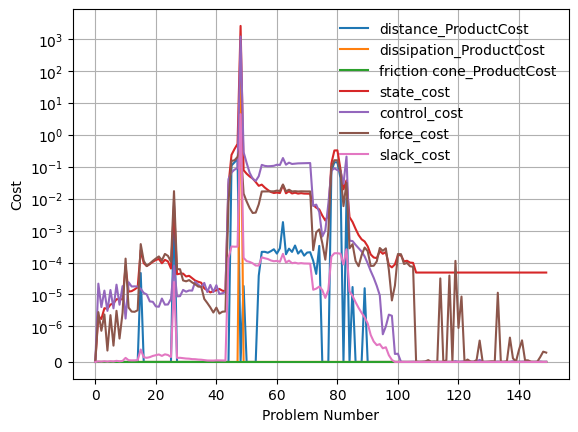 distance_ProductCost
dissipation_ProductCost
friction cone_ProductCost
state_cost
control_cost
force_cost
slack_cost
Cost
10³
10²
10¹
10⁰
10⁻¹
10⁻²
10⁻³
10⁻⁴
10⁻⁵
10⁻⁶
0
0 20 40 60 80 100 120 140
Problem Number